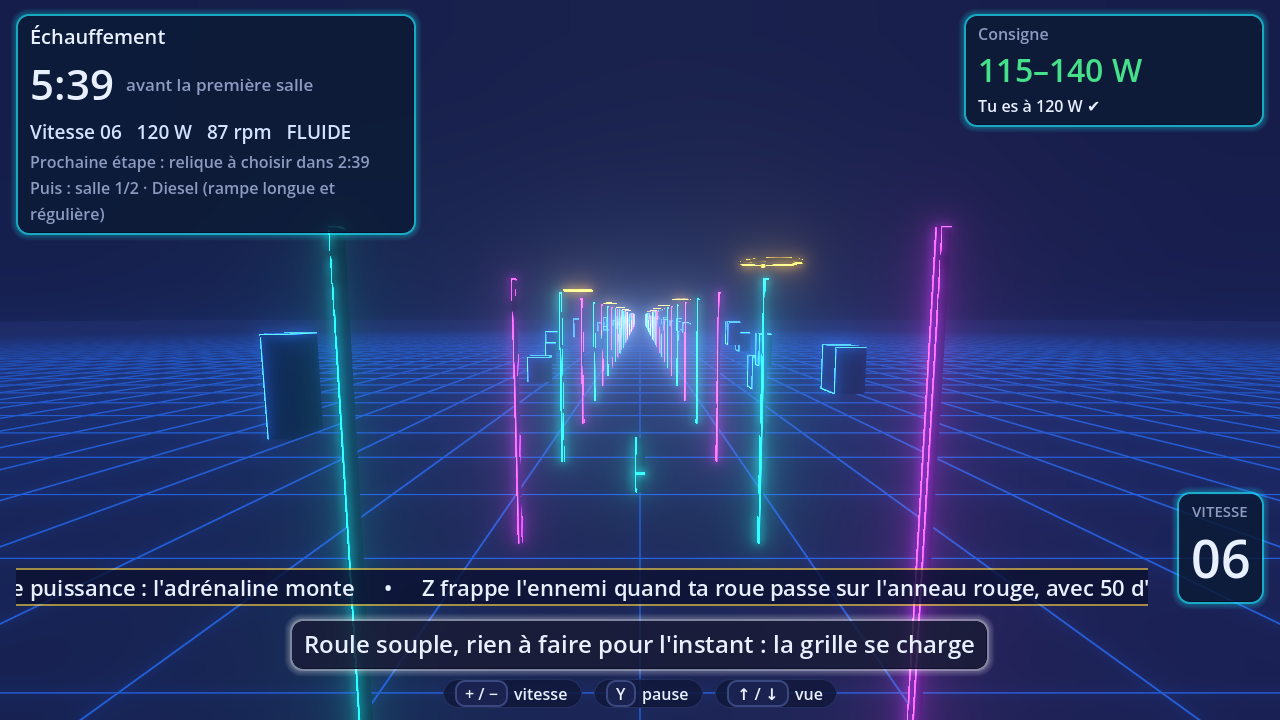 Échauffement
5:39 avant la première salle
Vitesse 06 120 W 87 rpm FLUIDE
Prochaine étape : relique à choisir dans 2:39
Puis : salle 1/2 · Diesel (rampe longue et
régulière)
Consigne
115–140 W
Tu es à 120 W ✔
VITESSE
06
e puissance : l'adrénaline monte • Z frappe l'ennemi quand ta roue passe sur l'anneau rouge, avec 50 d'
Roule souple, rien à faire pour l'instant : la grille se charge
+ / − vitesse Y pause ↑ / ↓ vue